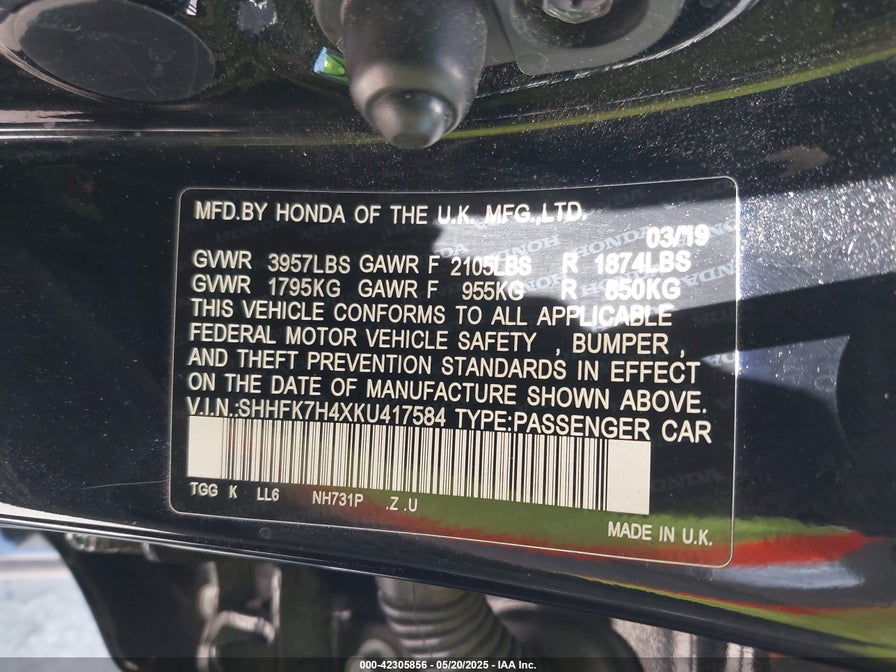 MFD.BY HONDA OF THE U.K. MFG.,LTD.
03/19
GVWR 3957LBS GAWR F 2105LBS R 1874LBS
GVWR 1795KG GAWR F 955KG R 850KG
THIS VEHICLE CONFORMS TO ALL APPLICABLE
FEDERAL MOTOR VEHICLE SAFETY , BUMPER ,
AND THEFT PREVENTION STANDARDS IN EFFECT
ON THE DATE OF MANUFACTURE SHOWN ABOVE.
V.I.N.:SHHFK7H4XKU417584 TYPE:PASSENGER CAR
TGG K LL6 NH731P .Z .U
MADE IN U.K.
000-42305856 - 05/20/2025 - IAA Inc.